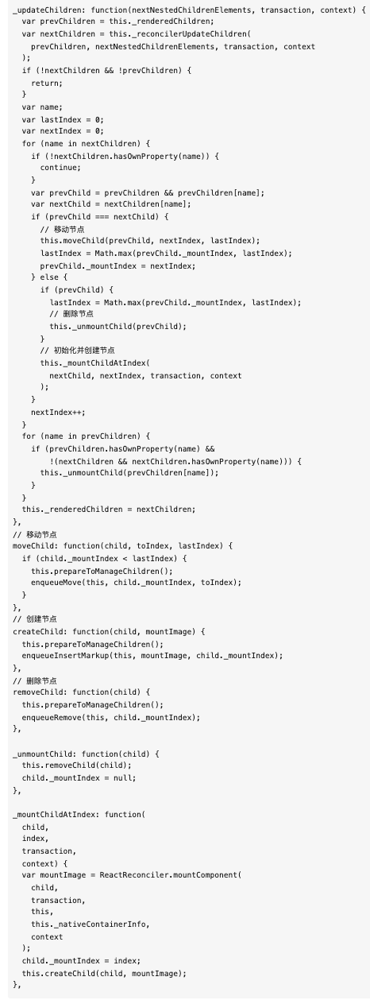 _updateChildren: function(nextNestedChildrenElements, transaction, context) {
  var prevChildren = this._renderedChildren;
  var nextChildren = this._reconcilerUpdateChildren(
    prevChildren, nextNestedChildrenElements, transaction, context
  );
  if (!nextChildren && !prevChildren) {
    return;
  }
  var name;
  var lastIndex = 0;
  var nextIndex = 0;
  for (name in nextChildren) {
    if (!nextChildren.hasOwnProperty(name)) {
      continue;
    }
    var prevChild = prevChildren && prevChildren[name];
    var nextChild = nextChildren[name];
    if (prevChild === nextChild) {
      // 移动节点
      this.moveChild(prevChild, nextIndex, lastIndex);
      lastIndex = Math.max(prevChild._mountIndex, lastIndex);
      prevChild._mountIndex = nextIndex;
    } else {
      if (prevChild) {
        lastIndex = Math.max(prevChild._mountIndex, lastIndex);
        // 删除节点
        this._unmountChild(prevChild);
      }
      // 初始化并创建节点
      this._mountChildAtIndex(
        nextChild, nextIndex, transaction, context
      );
    }
    nextIndex++;
  }
  for (name in prevChildren) {
    if (prevChildren.hasOwnProperty(name) &&
        !(nextChildren && nextChildren.hasOwnProperty(name))) {
      this._unmountChild(prevChildren[name]);
    }
  }
  this._renderedChildren = nextChildren;
},
// 移动节点
moveChild: function(child, toIndex, lastIndex) {
  if (child._mountIndex < lastIndex) {
    this.prepareToManageChildren();
    enqueueMove(this, child._mountIndex, toIndex);
  }
},
// 创建节点
createChild: function(child, mountImage) {
  this.prepareToManageChildren();
  enqueueInsertMarkup(this, mountImage, child._mountIndex);
},
// 删除节点
removeChild: function(child) {
  this.prepareToManageChildren();
  enqueueRemove(this, child._mountIndex);
},

_unmountChild: function(child) {
  this.removeChild(child);
  child._mountIndex = null;
},

_mountChildAtIndex: function(
  child,
  index,
  transaction,
  context) {
  var mountImage = ReactReconciler.mountComponent(
    child,
    transaction,
    this,
    this._nativeContainerInfo,
    context
  );
  child._mountIndex = index;
  this.createChild(child, mountImage);
},